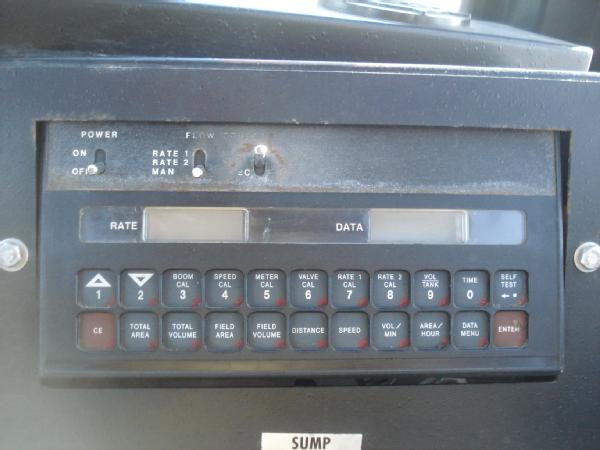 POWER
FLOW
ON
OFF
RATE 1
RATE 2
MAN
RATE
DATA
1
2
BOOM CAL 3
SPEED CAL 4
METER CAL 5
VALVE CAL 6
RATE 1 CAL 7
RATE 2 CAL 8
VOL TANK 9
TIME 0
SELF TEST
CE
TOTAL AREA
TOTAL VOLUME
FIELD AREA
FIELD VOLUME
DISTANCE
SPEED
VOL/ MIN
AREA/ HOUR
DATA MENU
ENTER
SUMP